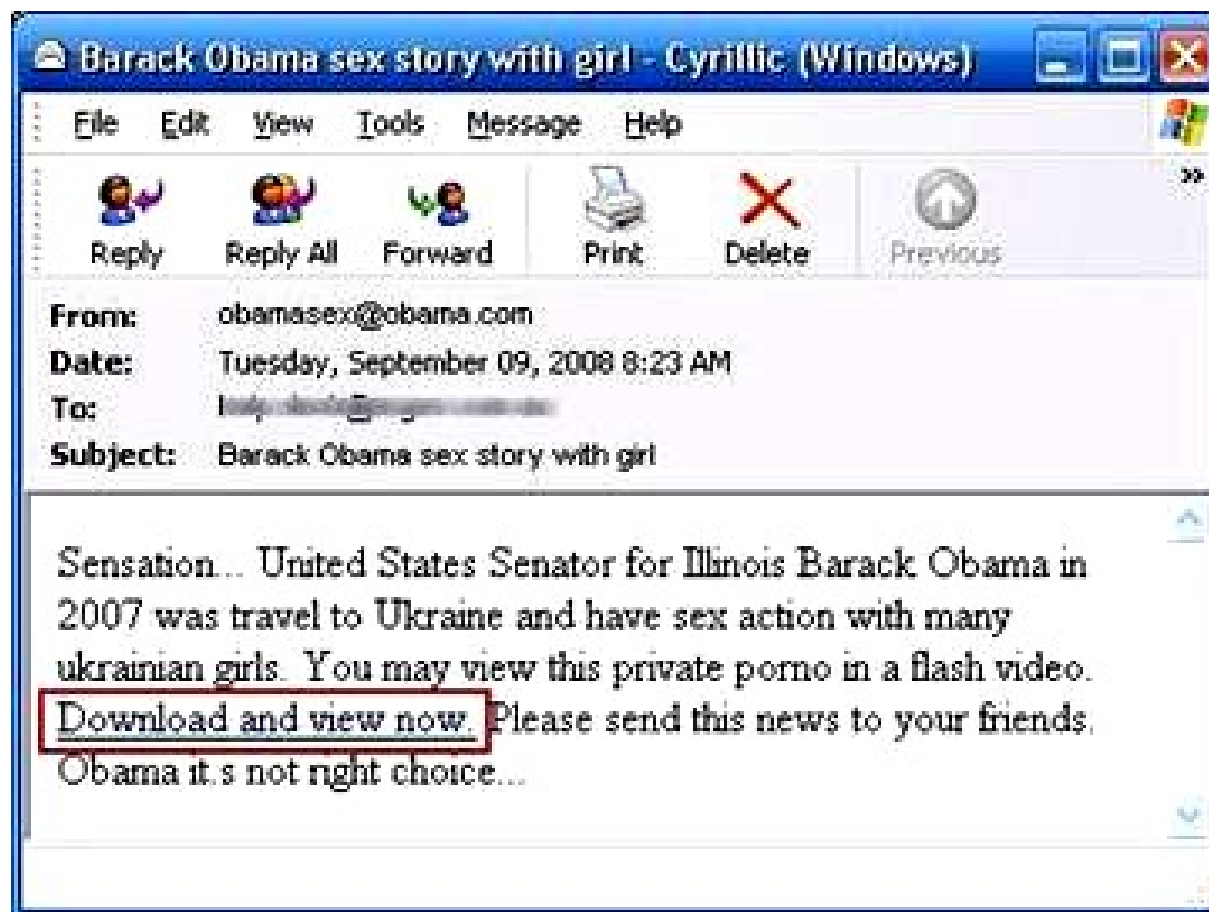 Barack Obama sex story with girl - Cyrillic (Windows)
File Edit View Tools Message Help
»
Reply Reply All Forward Print Delete Previous
From: obamasex@obama.com
Date: Tuesday, September 09, 2008 8:23 AM
To:
Subject: Barack Obama sex story with girl
Sensation... United States Senator for Illinois Barack Obama in
2007 was travel to Ukraine and have sex action with many
ukrainian girls. You may view this private porno in a flash video.
Download and view now. Please send this news to your friends.
Obama it.s not right choice...